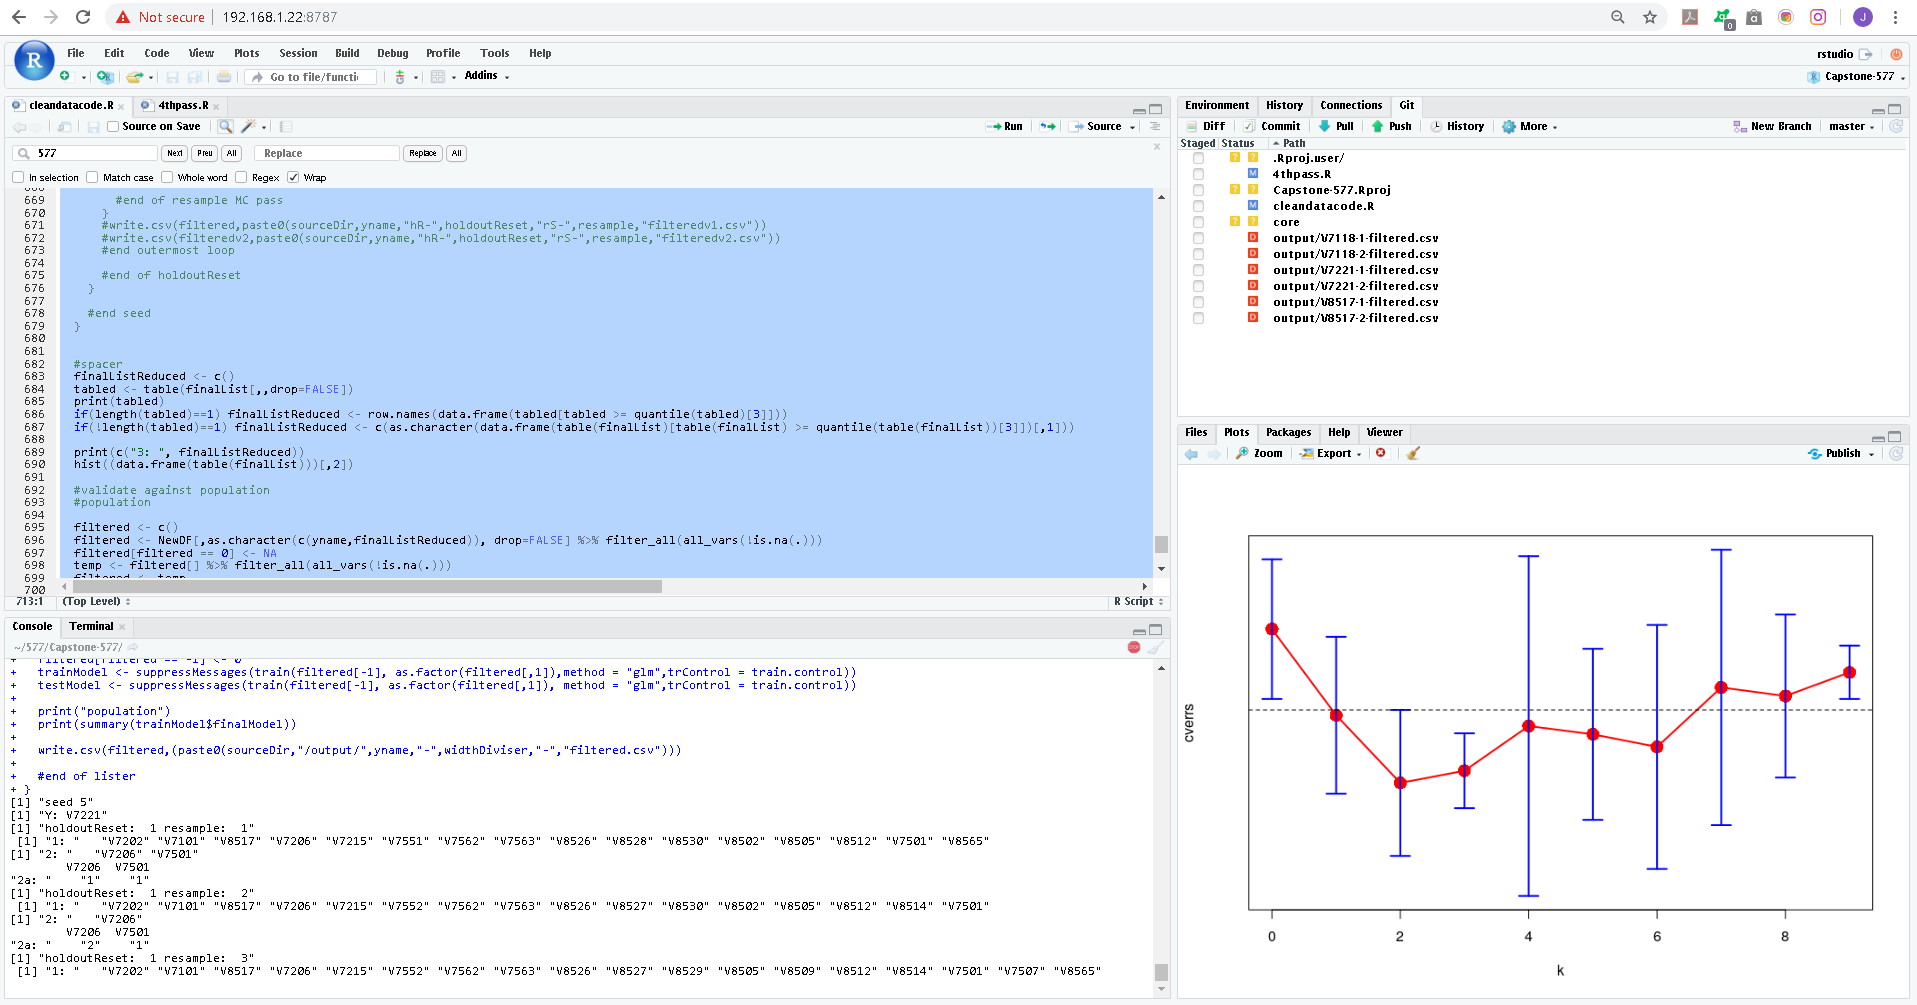 Not secure | 192.168.1.22:8787
0
J
R
File Edit Code View Plots Session Build Debug Profile Tools Help
rstudio
Go to file/functi
Addins
Capstone-577
cleandatacode.R
4thpass.R
Source on Save
Run
Source
577
Next
Prev
All
Replace
Replace
All
In selection
Match case
Whole word
Regex
Wrap
669 #end of resample MC pass
670 }
671 #write.csv(filtered,paste0(sourceDir,yname,"hR-",holdoutReset,"rS-",resample,"filteredv1.csv"))
672 #write.csv(filteredv2,paste0(sourceDir,yname,"hR-",holdoutReset,"rS-",resample,"filteredv2.csv"))
673 #end outermost loop
674
675 #end of holdoutReset
676 }
677
678 #end seed
679 }
680
681
682 #spacer
683 finalListReduced <- c()
684 tabled <- table(finalList[,,drop=FALSE])
685 print(tabled)
686 if(length(tabled)==1) finalListReduced <- row.names(data.frame(tabled[tabled >= quantile(tabled)[3]]))
687 if(!length(tabled)==1) finalListReduced <- c(as.character(data.frame(table(finalList)[table(finalList) >= quantile(table(finalList))[3]])[,1]))
688
689 print(c("3: ", finalListReduced))
690 hist((data.frame(table(finalList)))[,2])
691
692 #validate against population
693 #population
694
695 filtered <- c()
696 filtered <- NewDF[,as.character(c(yname,finalListReduced)), drop=FALSE] %>% filter_all(all_vars(!is.na(.)))
697 filtered[filtered == 0] <- NA
698 temp <- filtered[] %>% filter_all(all_vars(!is.na(.)))
699 filtered <- temp
700
713:1 (Top Level)
R Script
Console
Terminal
~/577/Capstone-577/
+ filtered[filtered == -1] <- 0
+ trainModel <- suppressMessages(train(filtered[-1], as.factor(filtered[,1]),method = "glm",trControl = train.control))
+ testModel <- suppressMessages(train(filtered[-1], as.factor(filtered[,1]), method = "glm",trControl = train.control))
+
+ print("population")
+ print(summary(trainModel$finalModel))
+
+ write.csv(filtered,(paste0(sourceDir,"/output/",yname,"-",widthDiviser,"-","filtered.csv")))
+
+ #end of lister
+ }
[1] "seed 5"
[1] "Y: V7221"
[1] "holdoutReset:  1 resample:  1"
[1] "1: " "V7202" "V7101" "V8517" "V7206" "V7215" "V7551" "V7562" "V7563" "V8526" "V8528" "V8530" "V8502" "V8505" "V8512" "V7501" "V8565"
[1] "2: " "V7206" "V7501"
V7206 V7501
"2a: " "1" "1"
[1] "holdoutReset:  1 resample:  2"
[1] "1: " "V7202" "V7101" "V8517" "V7206" "V7215" "V7552" "V7562" "V7563" "V8526" "V8527" "V8530" "V8502" "V8505" "V8512" "V8514" "V7501"
[1] "2: " "V7206"
V7206 V7501
"2a: " "2" "1"
[1] "holdoutReset:  1 resample:  3"
[1] "1: " "V7202" "V7101" "V8517" "V7206" "V7215" "V7552" "V7562" "V7563" "V8526" "V8527" "V8529" "V8505" "V8509" "V8512" "V8514" "V7501" "V7507" "V8565"
Environment History Connections Git
Diff Commit Pull Push History More
New Branch master
Staged Status Path
? ? .Rproj.user/
M 4thpass.R
? ? Capstone-577.Rproj
M cleandatacode.R
? ? core
D output/V7118-1-filtered.csv
D output/V7118-2-filtered.csv
D output/V7221-1-filtered.csv
D output/V7221-2-filtered.csv
D output/V8517-1-filtered.csv
D output/V8517-2-filtered.csv
Files Plots Packages Help Viewer
Zoom Export Publish
cverrs
0 2 4 6 8
k